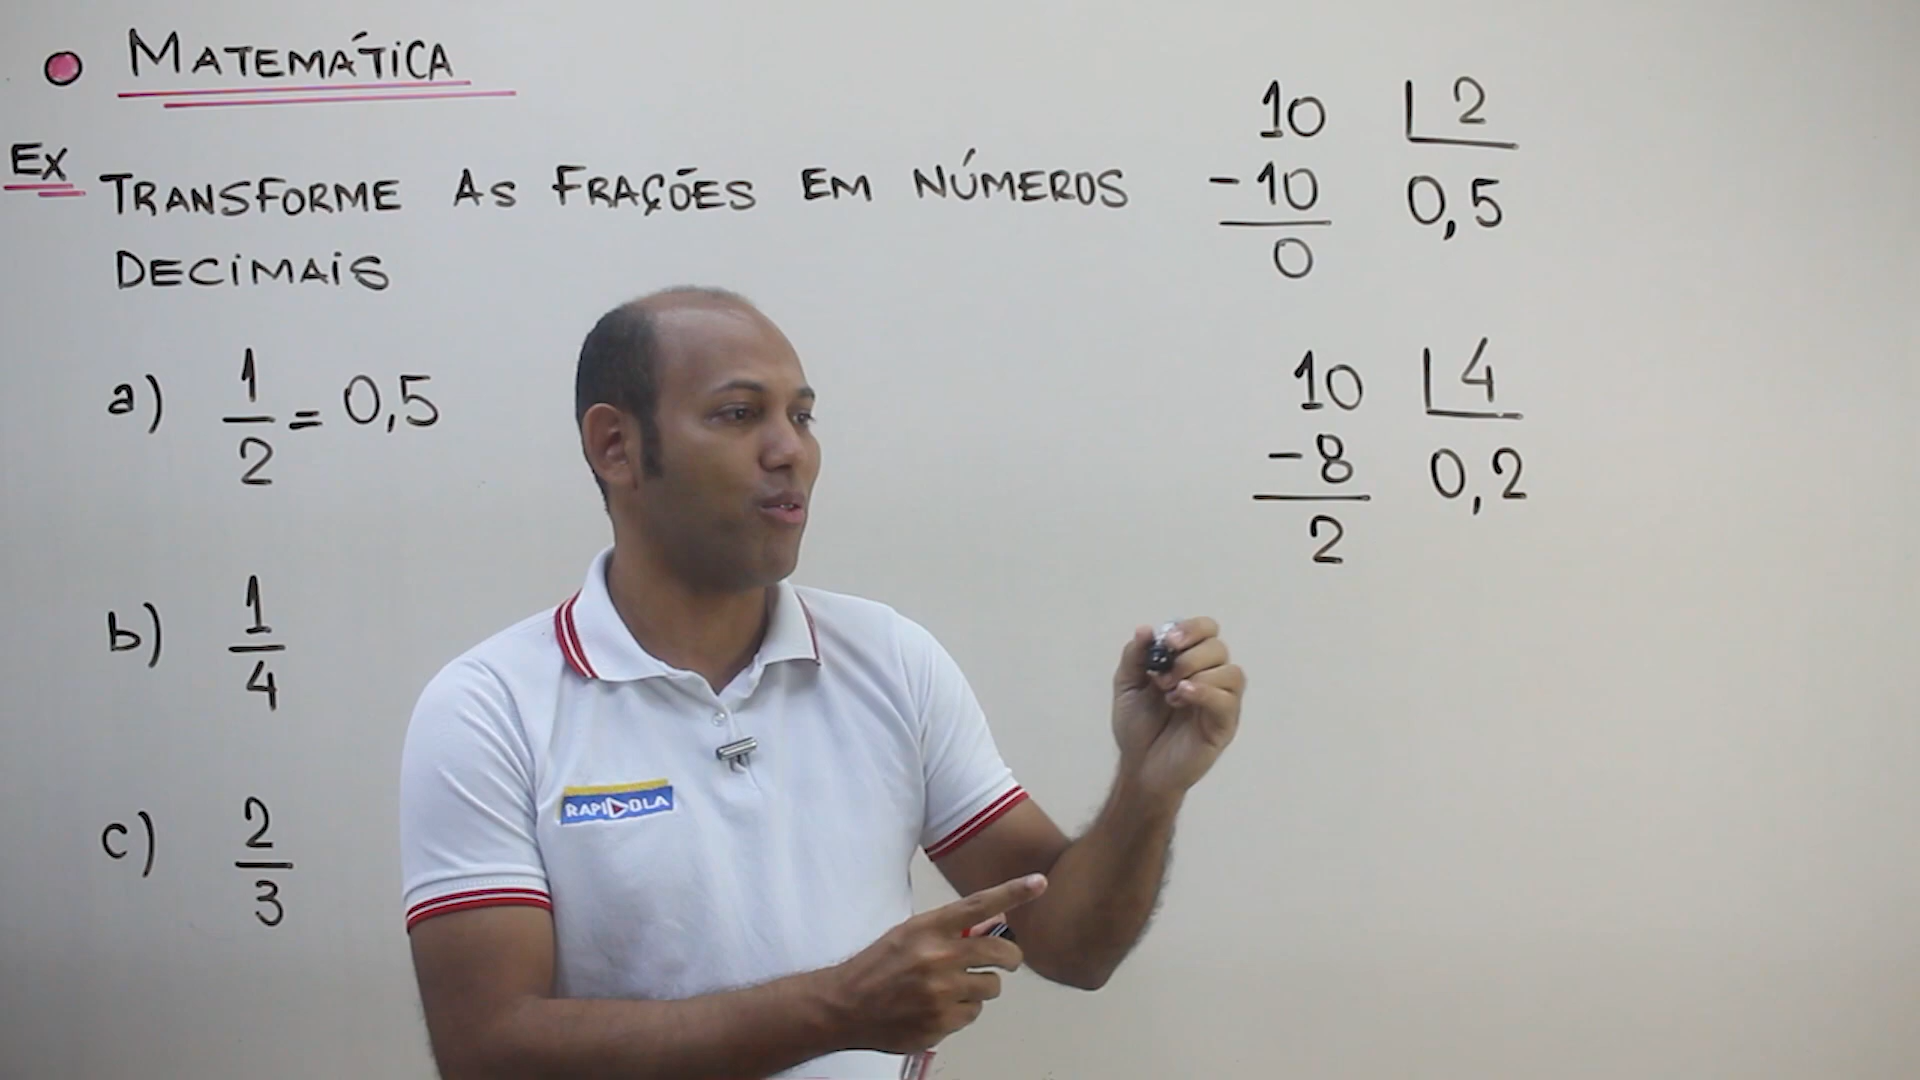 MATEMÁTICA
Ex TRANSFORME AS FRAÇÕES EM NÚMEROS
DECIMAIS
a) 1/2 = 0,5
b) 1/4
c) 2/3
10 2
-10 0,5
0
10 4
-8 0,2
2
RAPIDOLA